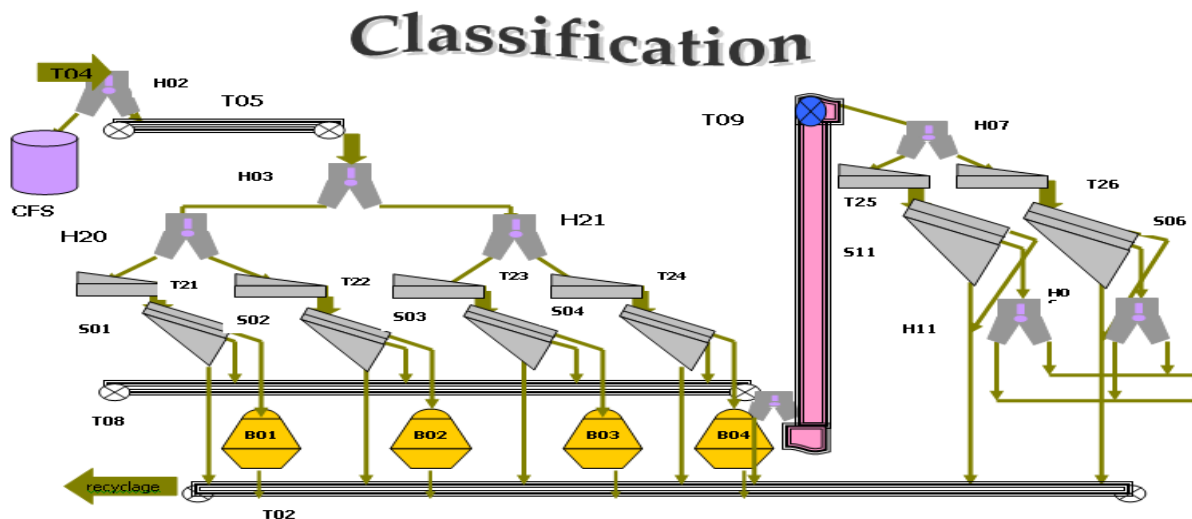 Classification
T04
H02
T05
T09
H07
H03
CFS
T25
T26
H20
H21
S06
T21
T22
T23
T24
S11
S01
S02
S03
S04
H0
H11
T08
B01
B02
B03
B04
recyclage
T02